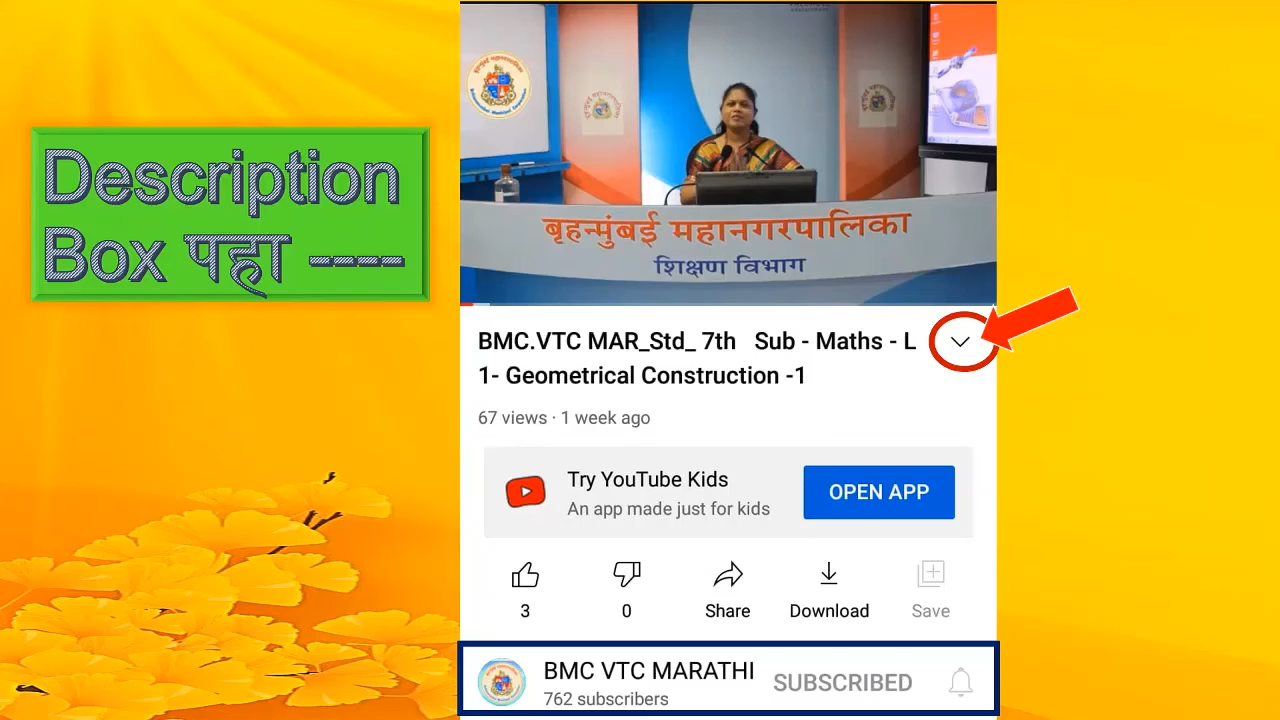 Description
Box पहा ----
बृहन्मुंबई महानगरपालिका
शिक्षण विभाग
BMC.VTC MAR_Std_ 7th Sub - Maths - L
1- Geometrical Construction -1
67 views · 1 week ago
Try YouTube Kids
An app made just for kids
OPEN APP
3
0
Share
Download
Save
BMC VTC MARATHI
762 subscribers
SUBSCRIBED